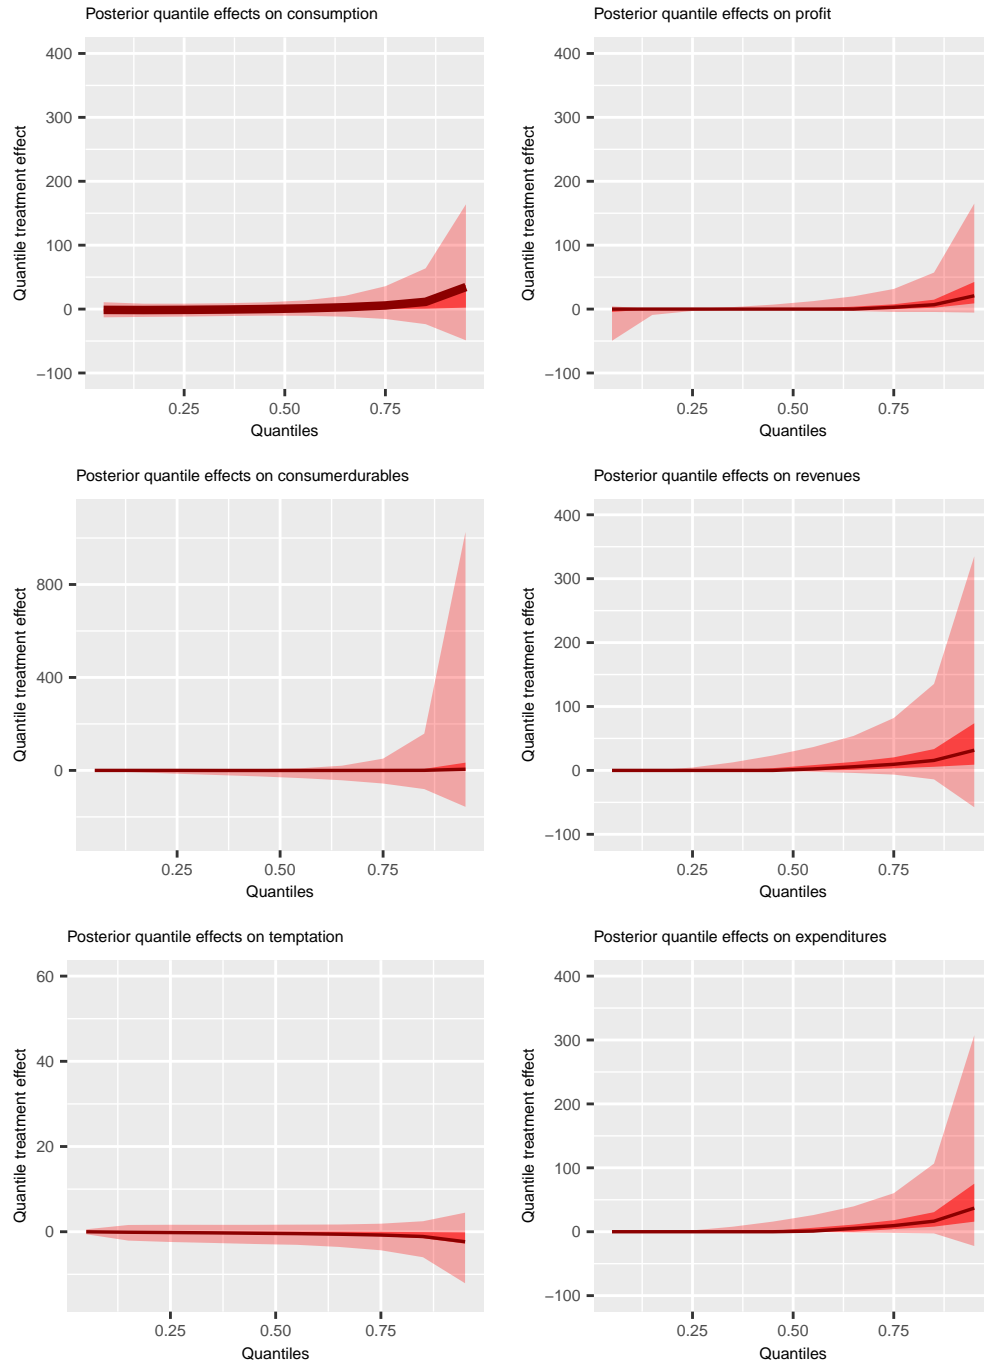 Posterior quantile effects on consumption
400
300
200
100
0
−100
Quantile treatment effect
0.25
0.50
0.75
Quantiles
Posterior quantile effects on profit
400
300
200
100
0
−100
Quantile treatment effect
0.25
0.50
0.75
Quantiles
Posterior quantile effects on consumerdurables
800
400
0
Quantile treatment effect
0.25
0.50
0.75
Quantiles
Posterior quantile effects on revenues
400
300
200
100
0
−100
Quantile treatment effect
0.25
0.50
0.75
Quantiles
Posterior quantile effects on temptation
60
40
20
0
Quantile treatment effect
0.25
0.50
0.75
Quantiles
Posterior quantile effects on expenditures
400
300
200
100
0
−100
Quantile treatment effect
0.25
0.50
0.75
Quantiles